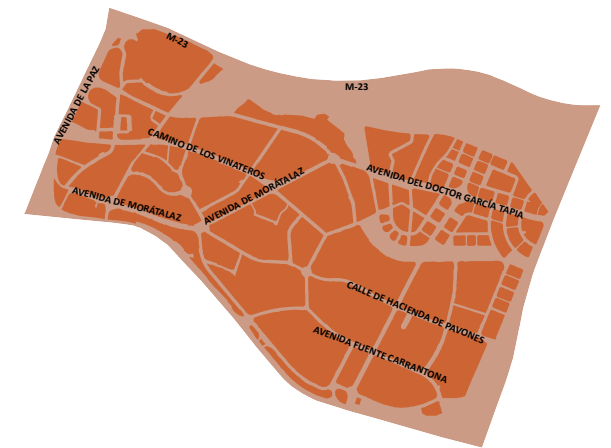 M-23
M-23
AVENIDA DE LA PAZ
CAMINO DE LOS VINATEROS
AVENIDA DE MORÁTALAZ
AVENIDA DE MORÁTALAZ
AVENIDA DEL DOCTOR GARCÍA TAPIA
CALLE DE HACIENDA DE PAVONES
AVENIDA FUENTE CARRANTONA